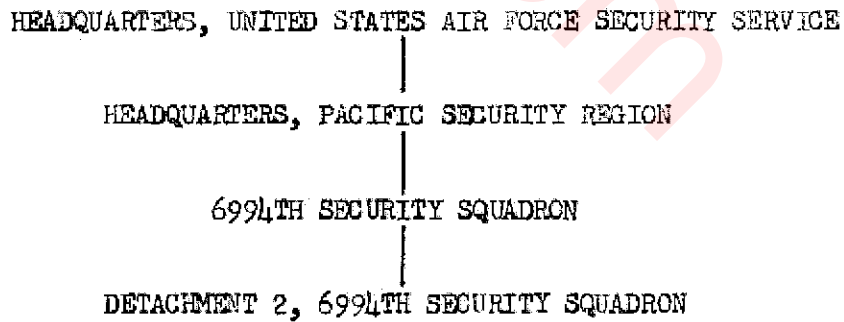 HEADQUARTERS, UNITED STATES AIR FORCE SECURITY SERVICE
HEADQUARTERS, PACIFIC SECURITY REGION
6994TH SECURITY SQUADRON
DETACHMENT 2, 6994TH SECURITY SQUADRON